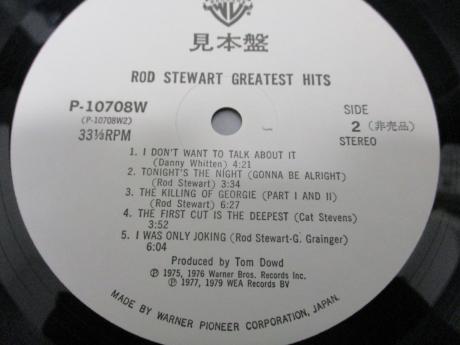 見本盤
ROD STEWART GREATEST HITS
P-10708W
(P-10708W2)
33⅓RPM
SIDE
2 (非売品)
STEREO
1. I DON'T WANT TO TALK ABOUT IT
(Danny Whitten) 4:21
2. TONIGHT'S THE NIGHT (GONNA BE ALRIGHT)
(Rod Stewart) 3:34
3. THE KILLING OF GEORGIE (PART I AND II)
(Rod Stewart) 6:27
4. THE FIRST CUT IS THE DEEPEST (Cat Stevens)
3:52
5. I WAS ONLY JOKING (Rod Stewart-G. Grainger)
6:04
Produced by Tom Dowd
Ⓟ 1975, 1976 Warner Bros. Records Inc.
Ⓟ 1977, 1979 WEA Records BV
MADE BY WARNER PIONEER CORPORATION, JAPAN.